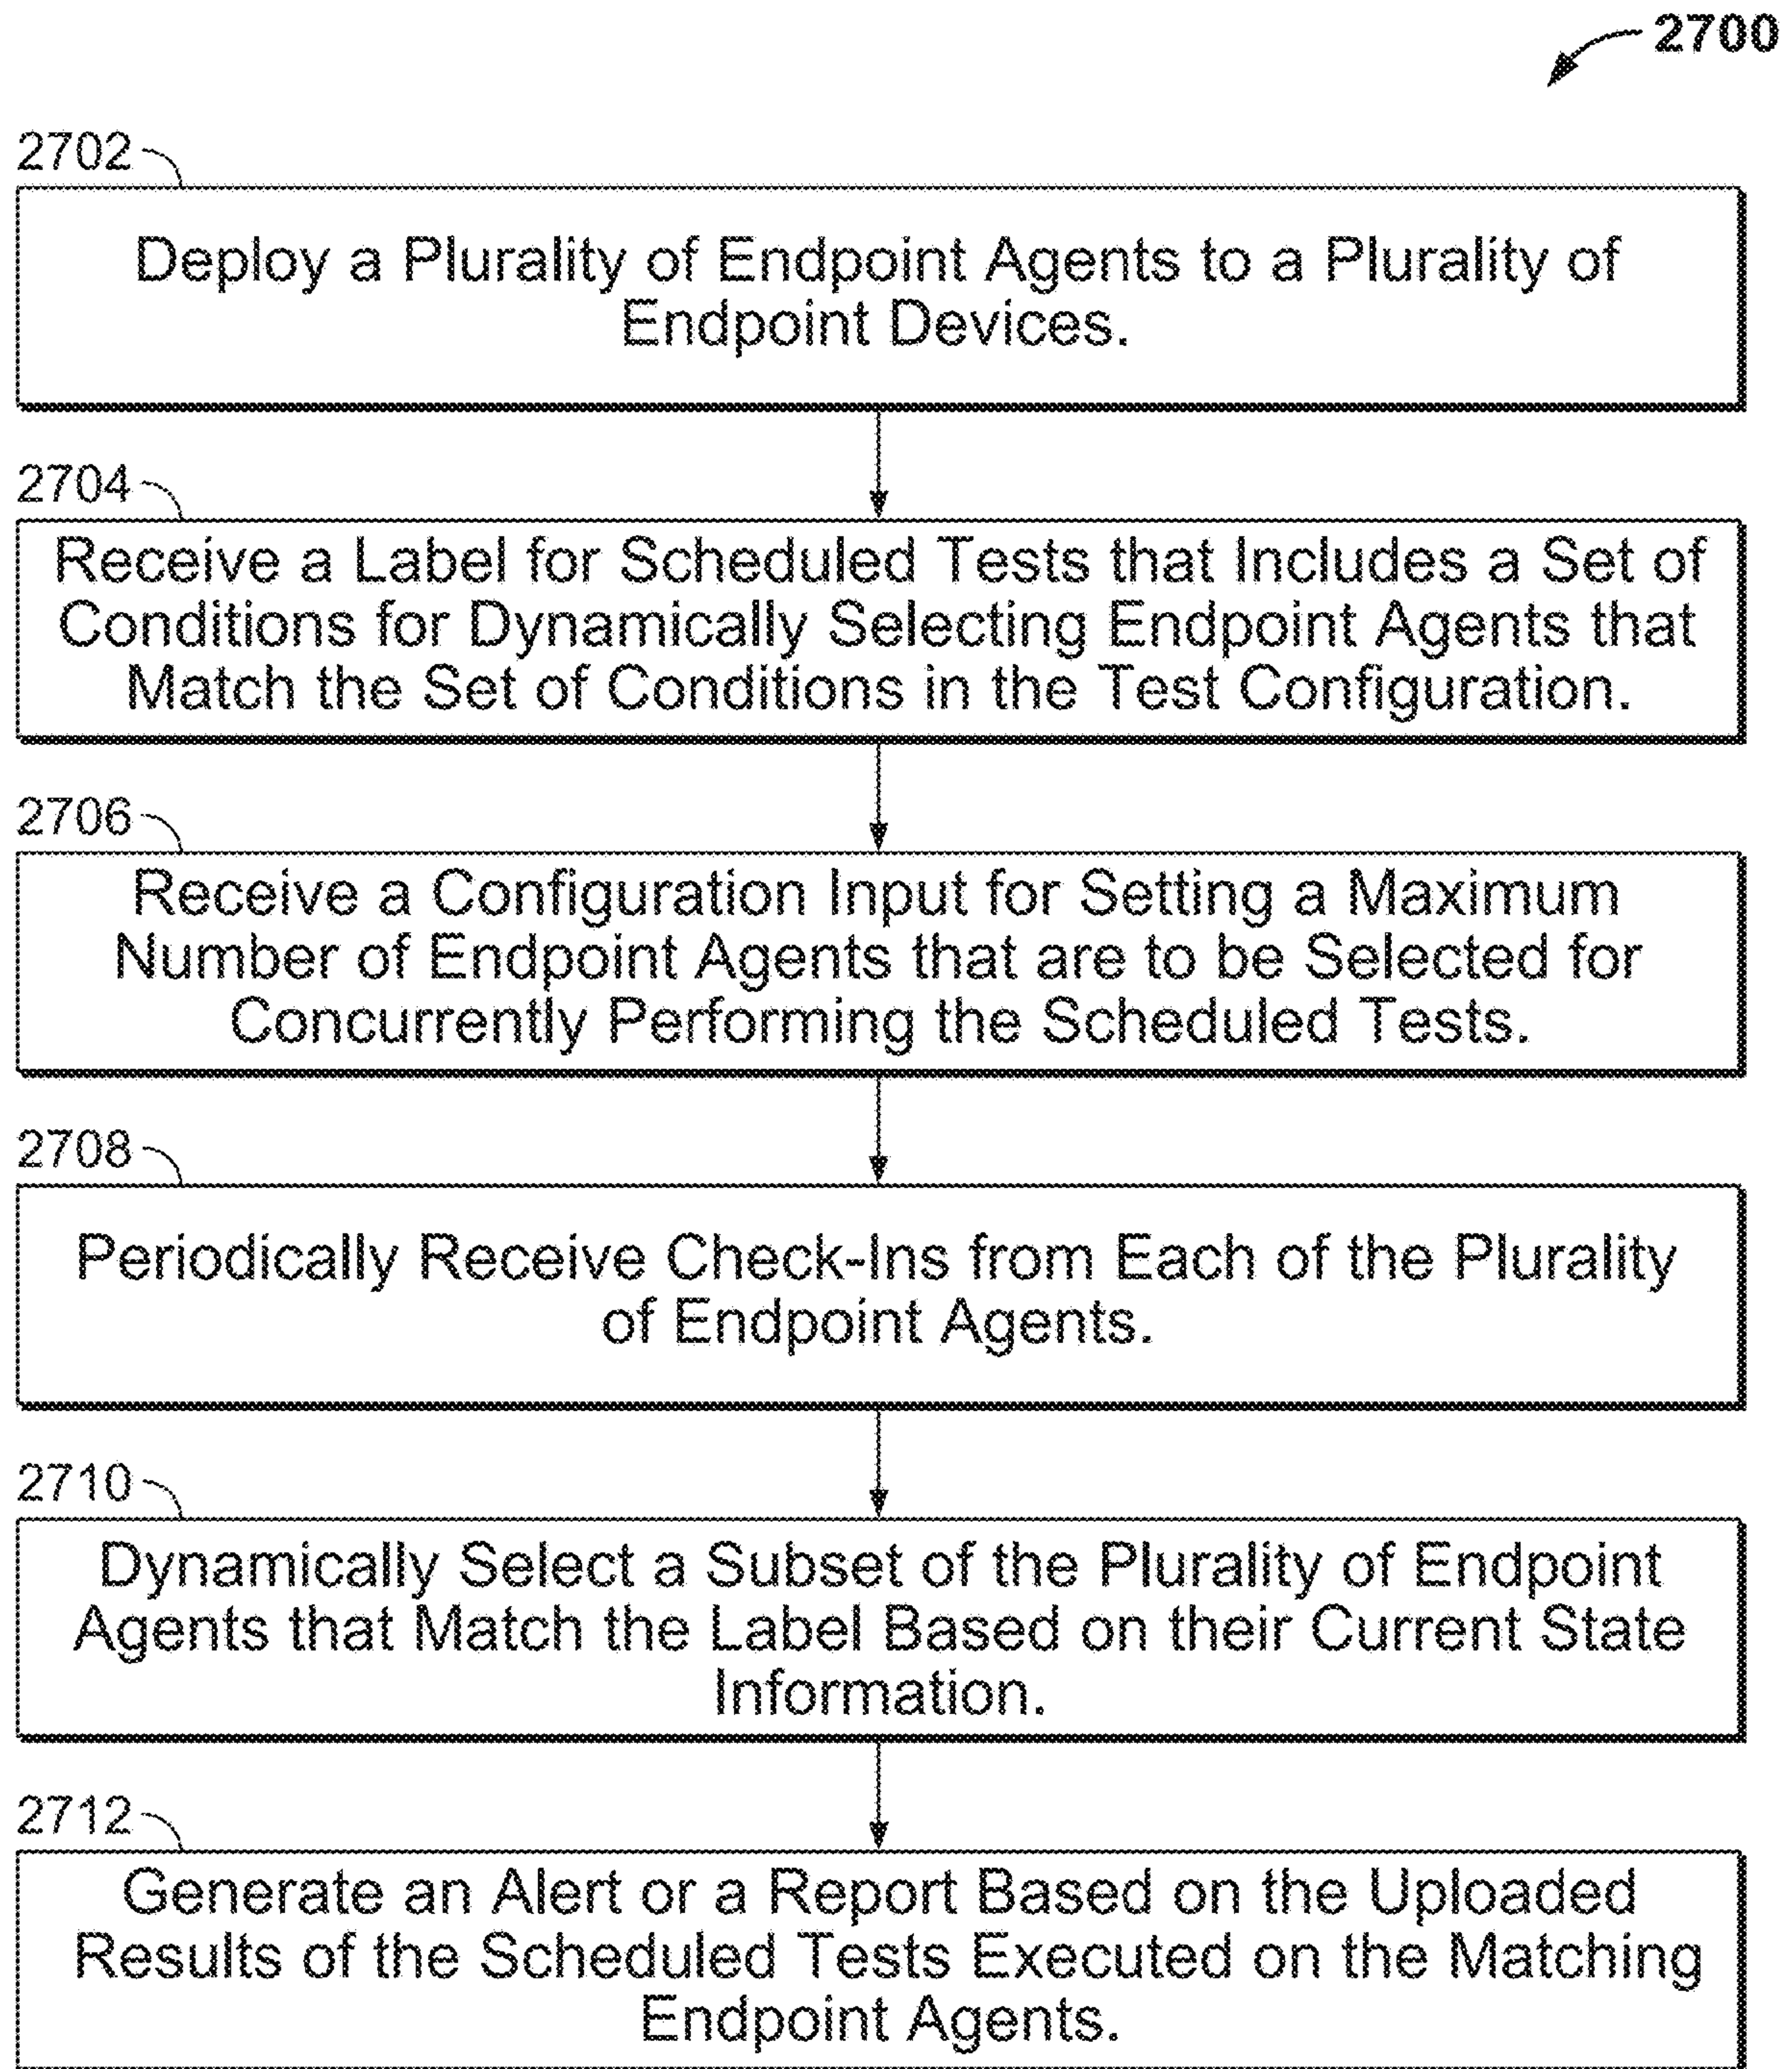 2700
2702
Deploy a Plurality of Endpoint Agents to a Plurality of
Endpoint Devices.
2704
Receive a Label for Scheduled Tests that Includes a Set of
Conditions for Dynamically Selecting Endpoint Agents that
Match the Set of Conditions in the Test Configuration.
2706
Receive a Configuration Input for Setting a Maximum
Number of Endpoint Agents that are to be Selected for
Concurrently Performing the Scheduled Tests.
2708
Periodically Receive Check-Ins from Each of the Plurality
of Endpoint Agents.
2710
Dynamically Select a Subset of the Plurality of Endpoint
Agents that Match the Label Based on their Current State
Information.
2712
Generate an Alert or a Report Based on the Uploaded
Results of the Scheduled Tests Executed on the Matching
Endpoint Agents.